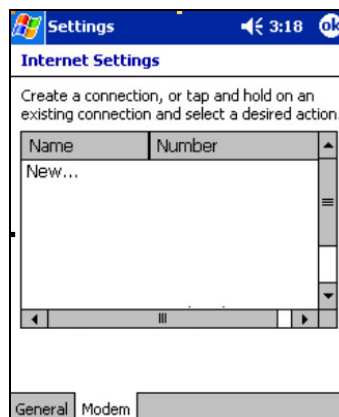 Settings 3:18 ok
Internet Settings
Create a connection, or tap and hold on an
existing connection and select a desired action.
Name Number
New...
General Modem